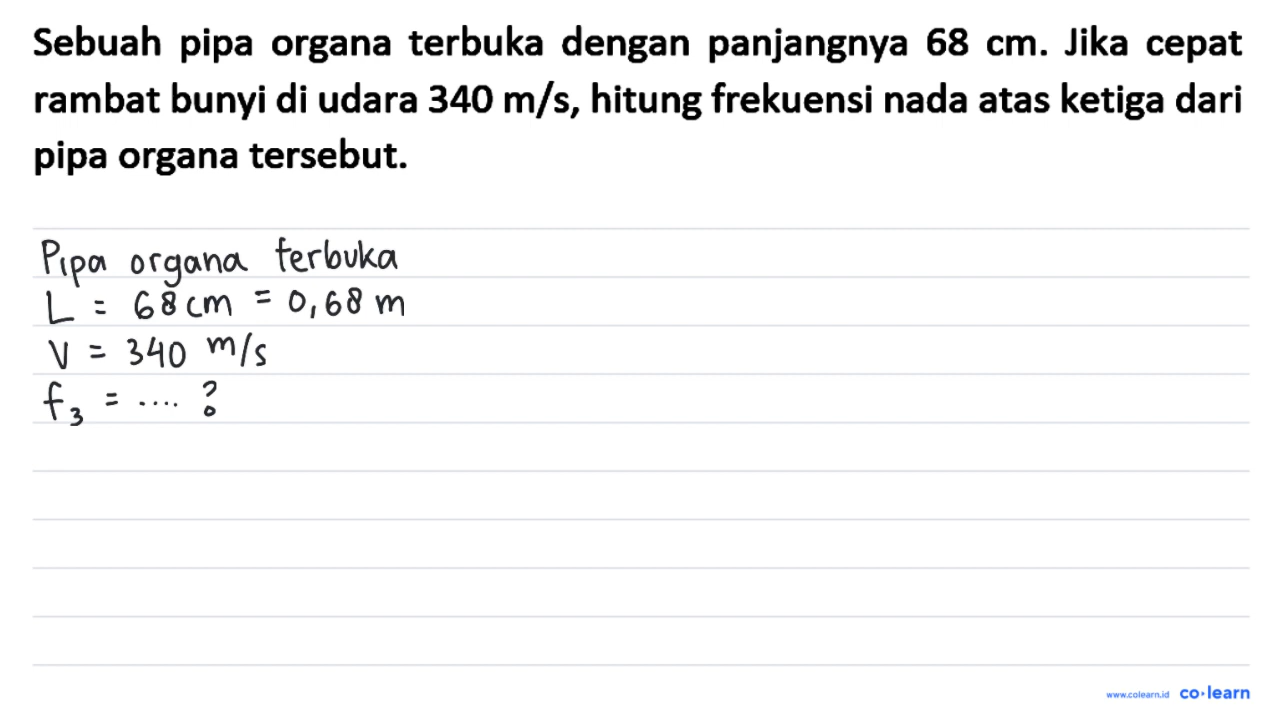 Sebuah pipa organa terbuka dengan panjangnya 68 cm. Jika cepat
rambat bunyi di udara 340 m/s, hitung frekuensi nada atas ketiga dari
pipa organa tersebut.
Pipa organa terbuka
L = 68 cm = 0,68 m
V = 340 m/s
f₃ = .... ?
www.colearn.id co·learn